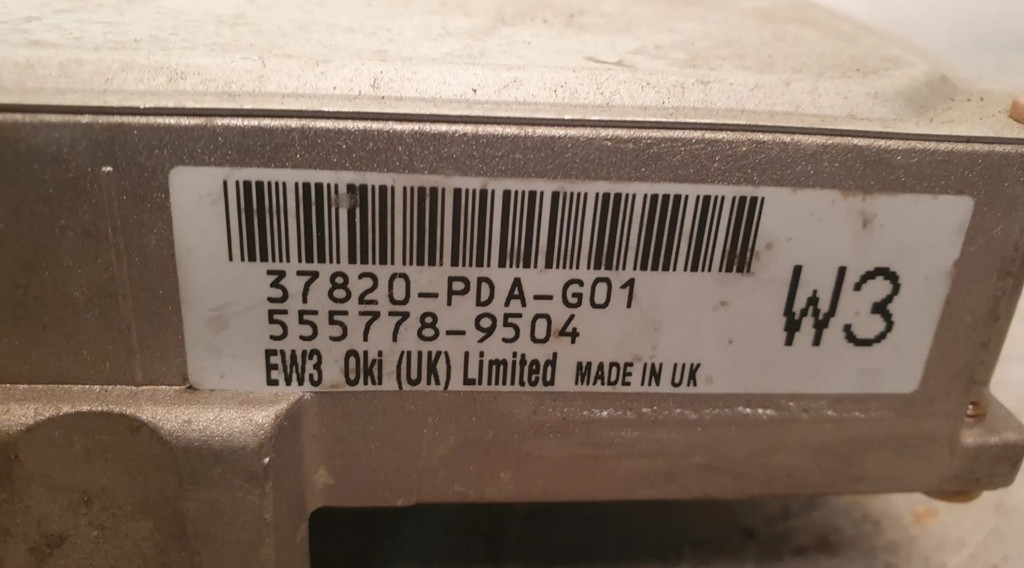 37820-PDA-G01
555778-9504
EW3 Oki (UK) Limited MADE IN UK
W3